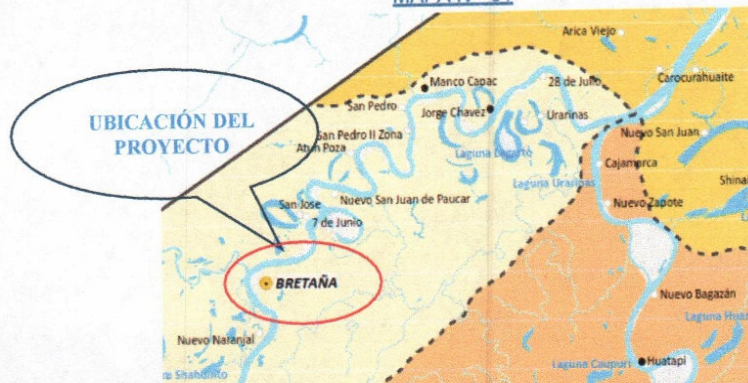 Arica Viejo
Manco Capac
28 de Julio
Carocurahuaite
San Pedro
Jorge Chavez
Urarinas
UBICACIÓN DEL
PROYECTO
San Pedro II Zona
Nuevo San Juan
Atun Poza
Laguna Lagarto
Cajamarca
Laguna Urarinas
Shina
San Jose
Nuevo San Juan de Paucar
Nuevo Zapote
7 de Junio
BRETAÑA
Nuevo Bagazán
Laguna Hua
Nuevo Naranjal
Laguna Caupuri
Huatapi